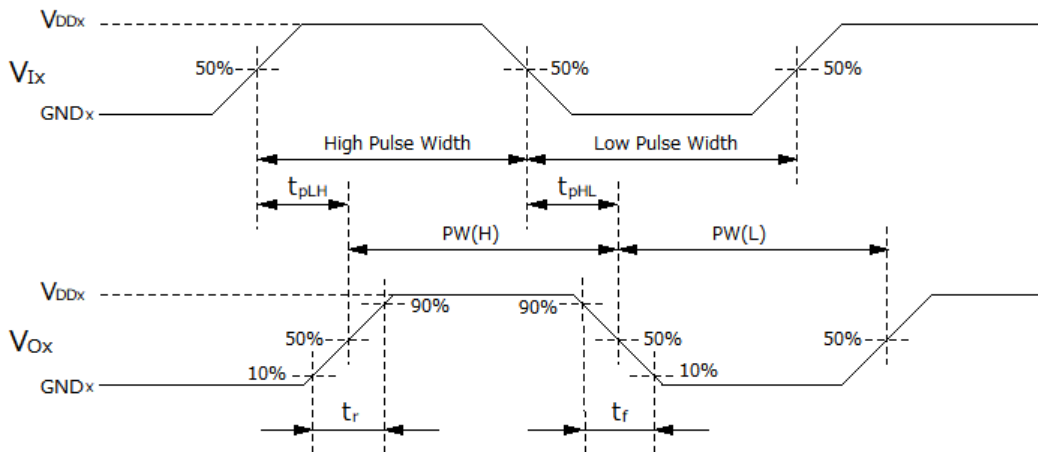 VDDx
50%
50%
50%
VIx
GNDx
High Pulse Width
Low Pulse Width
tpLH
tpHL
PW(H)
PW(L)
VDDx
90%
90%
VOx
50%
50%
50%
10%
10%
GNDx
tr
tf